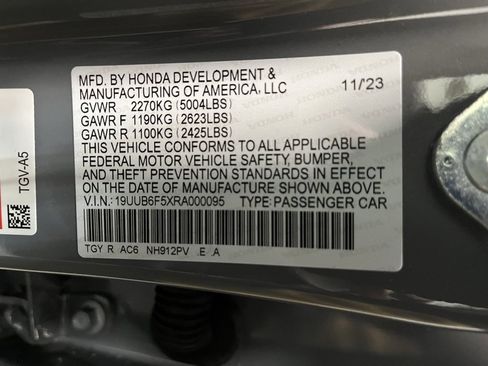 MFD. BY HONDA DEVELOPMENT &
MANUFACTURING OF AMERICA, LLC 11/23
GVWR 2270KG (5004LBS)
GAWR F 1190KG (2623LBS)
GAWR R 1100KG (2425LBS)
THIS VEHICLE CONFORMS TO ALL APPLICABLE
FEDERAL MOTOR VEHICLE SAFETY, BUMPER,
AND THEFT PREVENTION STANDARDS IN EFFECT
ON THE DATE OF MANUFACTURE SHOWN ABOVE.
V.I.N.: 19UUB6F5XRA000095 TYPE: PASSENGER CAR
TGY R AC6 NH912PV .E .A
TGV-A5